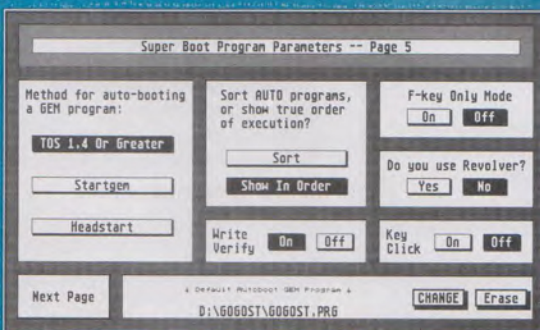 Super Boot Program Parameters -- Page 5
Method for auto-booting
a GEM program:
TOS 1.4 Or Greater
Startgem
Headstart
Sort AUTO programs,
or show true order
of execution?
Sort
Show In Order
Write
Verify
On
Off
F-key Only Mode
On
Off
Do you use Revolver?
Yes
No
Key
Click
On
Off
Next Page
↓ Default Autoboot GEM Program ↓
D:\GOGOST\GOGOST.PRG
CHANGE
Erase